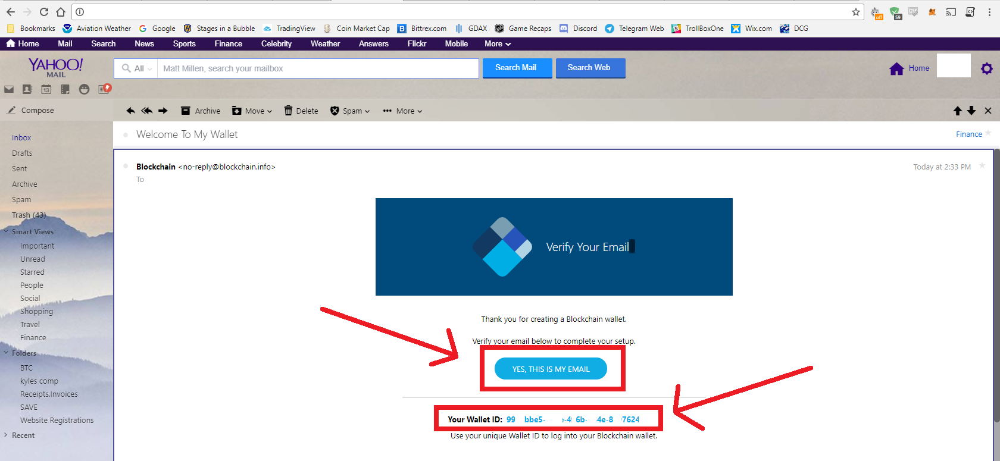 Bookmarks Aviation Weather Google Stages in a Bubble TradingView Coin Market Cap Bittrex.com GDAX Game Recaps Discord Telegram Web TrollBoxOne Wix.com DCG
Home Mail Search News Sports Finance Celebrity Weather Answers Flickr Mobile More
YAHOO!
MAIL
All
Matt Millen, search your mailbox
Search Mail
Search Web
Home
off
59
CSS
13
Compose
Archive Move Delete Spam More
Inbox
Drafts
Sent
Archive
Spam
Trash (43)
Smart Views
Important
Unread
Starred
People
Social
Shopping
Travel
Finance
Folders
BTC
kyles comp
Receipts.Invoices
SAVE
Website Registrations
Recent
Welcome To My Wallet
Finance
Blockchain <no-reply@blockchain.info>
Today at 2:33 PM
To
Verify Your Email
Thank you for creating a Blockchain wallet.
Verify your email below to complete your setup.
YES, THIS IS MY EMAIL
Your Wallet ID: 99 bbe5- 6b- 4e-8 7624
Use your unique Wallet ID to log into your Blockchain wallet.